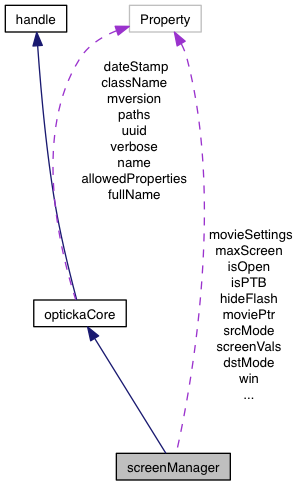 handle
Property
dateStamp
className
mversion
paths
uuid
verbose
name
allowedProperties
fullName
movieSettings
maxScreen
isOpen
isPTB
hideFlash
moviePtr
srcMode
screenVals
dstMode
win
...
optickaCore
screenManager